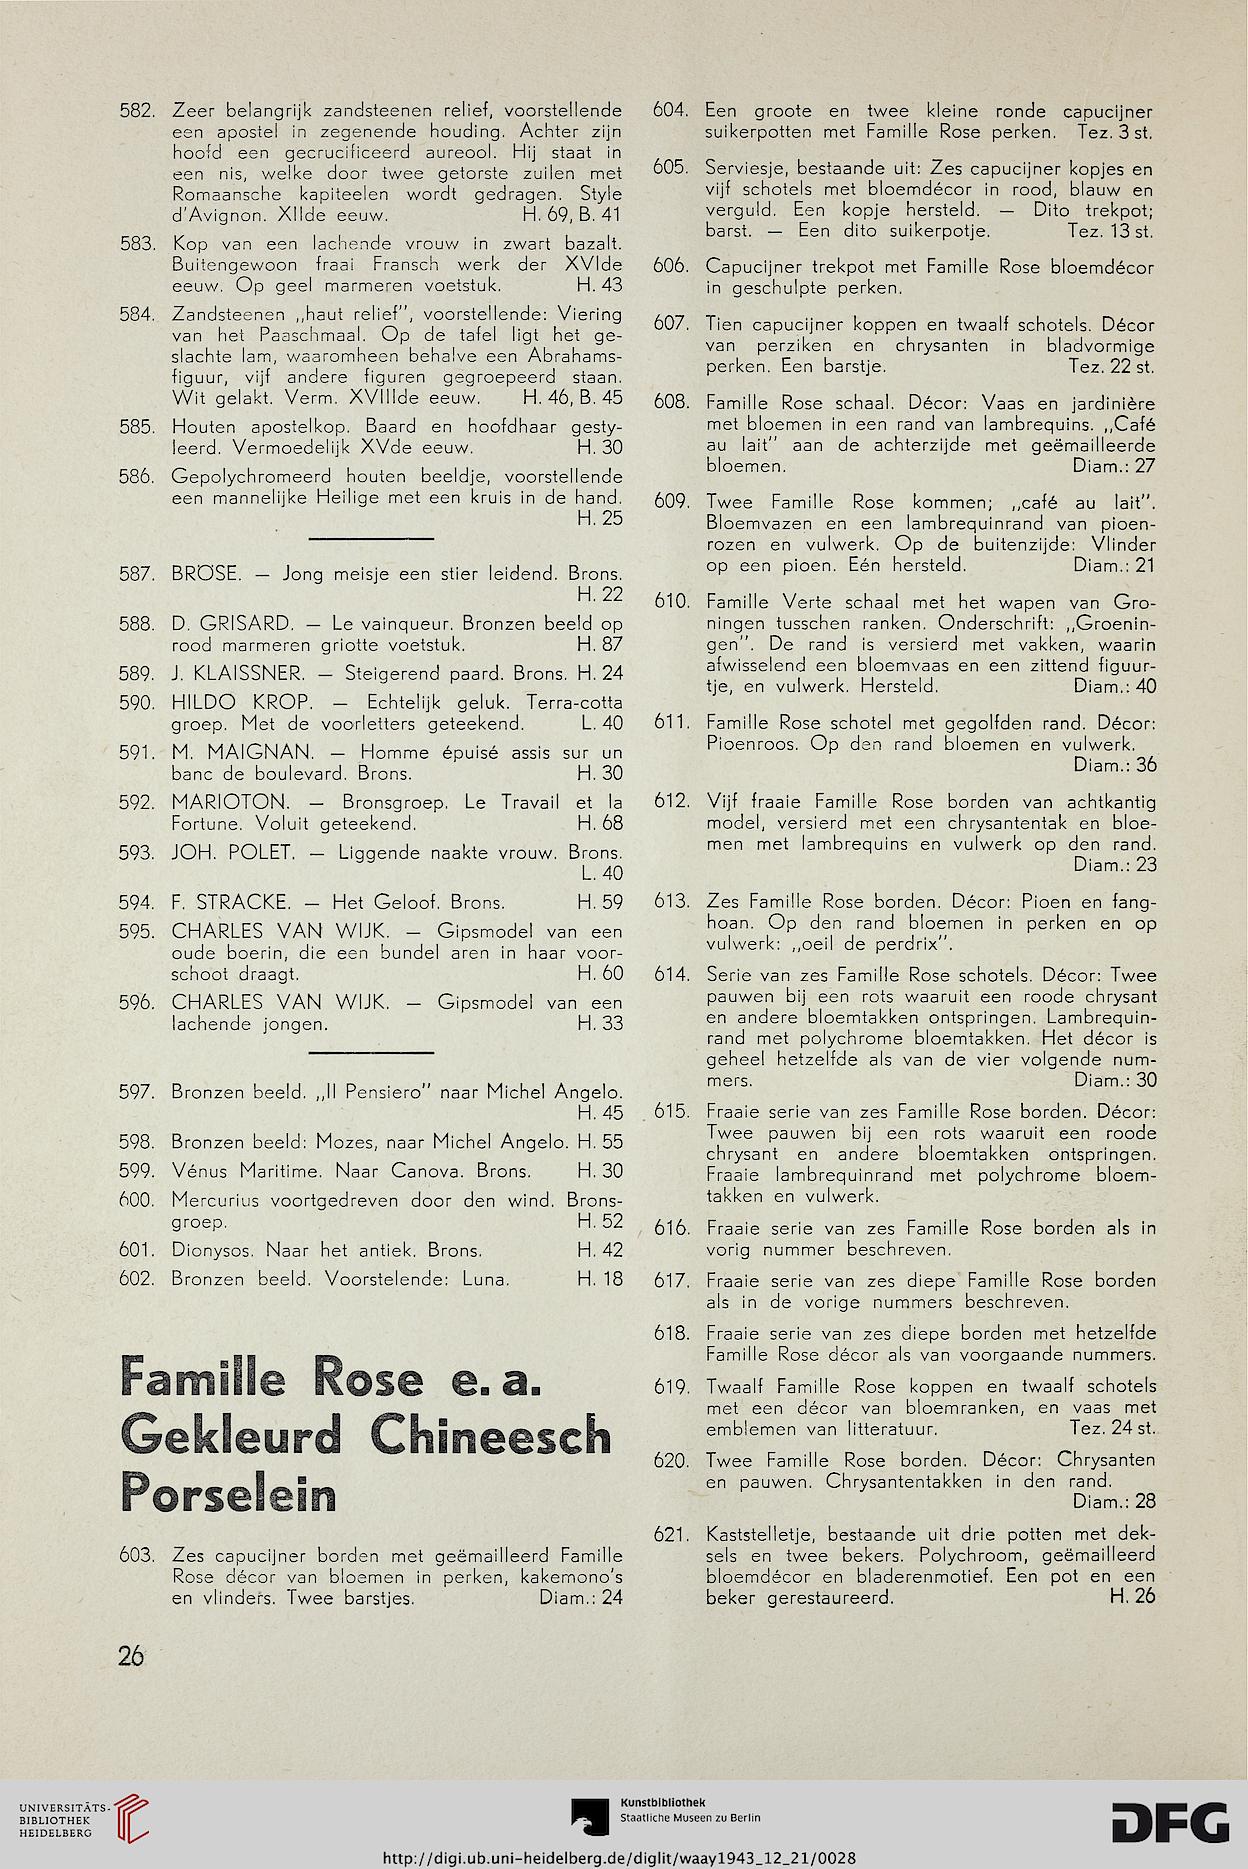 582. Zeer belangrijk zandsteenen relief, voorstellende
een apostel in zegenende houding. Achter zijn
hoofd een gecrucificeerd aureool. Hij staat in
een nis, welke door twee getorste zuilen met
Romaansche kapiteelen wordt gedragen. Style
d'Avignon. XIIde eeuw. H. 69, B. 41
583. Kop van een lachende vrouw in zwart bazalt.
Buitengewoon fraai Fransch werk der XVIde
eeuw. Op geel marmeren voetstuk. H. 43
584. Zandsteenen „haut relief”, voorstellende: Viering
van het Paaschmaal. Op de tafel ligt het ge-
slachte lam, waaromheen behalve een Abrahams-
figuur, vijf andere figuren gegroepeerd staan.
Wit gelakt. Verm. XVIIIde eeuw. H. 46, B. 45
585. Houten apostelkop. Baard en hoofdhaar gesty-
leerd. Vermoedelijk XVde eeuw. H. 30
586. Gepolychromeerd houten beeldje, voorstellende
een mannelijke Heilige met een kruis in de hand.
H. 25
587. BRÖSE. — Jong meisje een stier leidend. Brons.
H. 22
588. D. GRISARD. — Le vainqueur. Bronzen beeld op
rood marmeren griotte voetstuk. H. 87
589. J. KLAISSNER. — Steigerend paard. Brons. H. 24
590. HILDO KROP. — Echtelijk geluk. Terra-cotta
groep. Met de voorletters geteekend. L. 40
591. M. MAIGNAN. — Homme épuisé assis sur un
banc de boulevard. Brons. H. 30
592. MARIOTON. — Bronsgroep. Le Travail et la
Fortune. Voluit geteekend. H. 68
593. JOH. POLET. — Liggende naakte vrouw. Brons.
L. 40
594. F. STRACKE. — Het Geloof. Brons. H. 59
595. CHARLES VAN WIJK. — Gipsmodel van een
oude boerin, die een bundel aren in haar voor-
schoot draagt. H. 60
596. CHARLES VAN WIJK. — Gipsmodel van een
lachende jongen. H. 33
597. Bronzen beeld. „Il Pensiero” naar Michel Angelo.
H. 45
598. Bronzen beeld: Mozes, naar Michel Angelo. H. 55
599. Vénus Maritime. Naar Canova. Brons. H. 30
600. Mercurius voortgedreven door den wind. Brons-
groep. H. 52
601. Dionysos. Naar het antiek. Brons. H. 42
602. Bronzen beeld. Voorstelende: Luna. H. 18
Famille Rose e. a.
Gekleurd Chineesch
Porselein
603. Zes capucijner borden met geëmailleerd Famille
Rose décor van bloemen in perken, kakemono's
en vlinders. Twee barstjes. Diam.: 24
26
604. Een groote en twee kleine ronde capucijner
suikerpotten met Famille Rose perken. Tez. 3 st.
605. Serviesje, bestaande uit: Zes capucijner kopjes en
vijf schotels met bloemdécor in rood, blauw en
verguld. Een kopje hersteld. — Dito trekpot;
barst. — Een dito suikerpotje. Tez. 13 st.
606. Capucijner trekpot met Famille Rose bloemdécor
in geschulpte perken.
607. Tien capucijner koppen en twaalf schotels. Décor
van perziken en chrysanten in bladvormige
perken. Een barstje. Tez. 22 st.
608. Famille Rose schaal. Décor: Vaas en jardinière
met bloemen in een rand van lambrequins. „Café
au lait” aan de achterzijde met geëmailleerde
bloemen. Diam.: 27
609. Twee Famille Rose kommen; „café au lait”.
Bloemvazen en een lambrequinrand van pioen-
rozen en vulwerk. Op de buitenzijde: Vlinder
op een pioen. Eén hersteld. Diam.: 21
610. Famille Verte schaal met het wapen van Gro-
ningen tusschen ranken. Onderschrift: „Groenin-
gen”. De rand is versierd met vakken, waarin
afwisselend een bloemvaas en een zittend figuur-
tje, en vulwerk. Hersteld. Diam.: 40
611. Famille Rose schotel met gegolfden rand. Décor:
Pioenroos. Op den rand bloemen en vulwerk.
Diam.: 36
612. Vijf fraaie Famille Rose borden van achtkantig
model, versierd met een chrysantentak en bloe-
men met lambrequins en vulwerk op den rand.
Diam.: 23
613. Zes Famille Rose borden. Décor: Pioen en fang-
hoan. Op den rand bloemen in perken en op
vulwerk: „oeil de perdrix”.
614. Serie van zes Famille Rose schotels. Décor: Twee
pauwen bij een rots waaruit een roode chrysant
en andere bloemtakken ontspringen. Lambrequin-
rand met polychrome bloemtakken. Het décor is
geheel hetzelfde als van de vier volgende num-
mers. Diam.: 30
615. Fraaie serie van zes Famille Rose borden. Décor:
Twee pauwen bij een rots waaruit een roode
chrysant en andere bloemtakken ontspringen.
Fraaie lambrequinrand met polychrome bloem-
takken en vulwerk.
616. Fraaie serie van zes Famille Rose borden als in
vorig nummer beschreven.
617. Fraaie serie van zes diepe Famille Rose borden
als in de vorige nummers beschreven.
618. Fraaie serie van zes diepe borden met hetzelfde
Famille Rose décor als van voorgaande nummers.
619. Twaalf Famille Rose koppen en twaalf schotels
met een décor van bloemranken, en vaas met
emblemen van litteratuur. Tez. 24 st.
620. Twee Famille Rose borden. Décor: Chrysanten
en pauwen. Chrysantentakken in den rand.
Diam.: 28
621. Kaststelletje, bestaande uit drie potten met dek-
sels en twee bekers. Polychroom, geëmailleerd
bloemdécor en bladerenmotief. Een pot en een
beker gerestaureerd. H. 26
UNIVERSITÄTS-
BIBLIOTHEK
HEIDELBERG
Kunstbibliothek
Staatliche Museen zu Berlin
DFG
http://digi.ub.uni-heidelberg.de/diglit/waay1943_12_21/0028